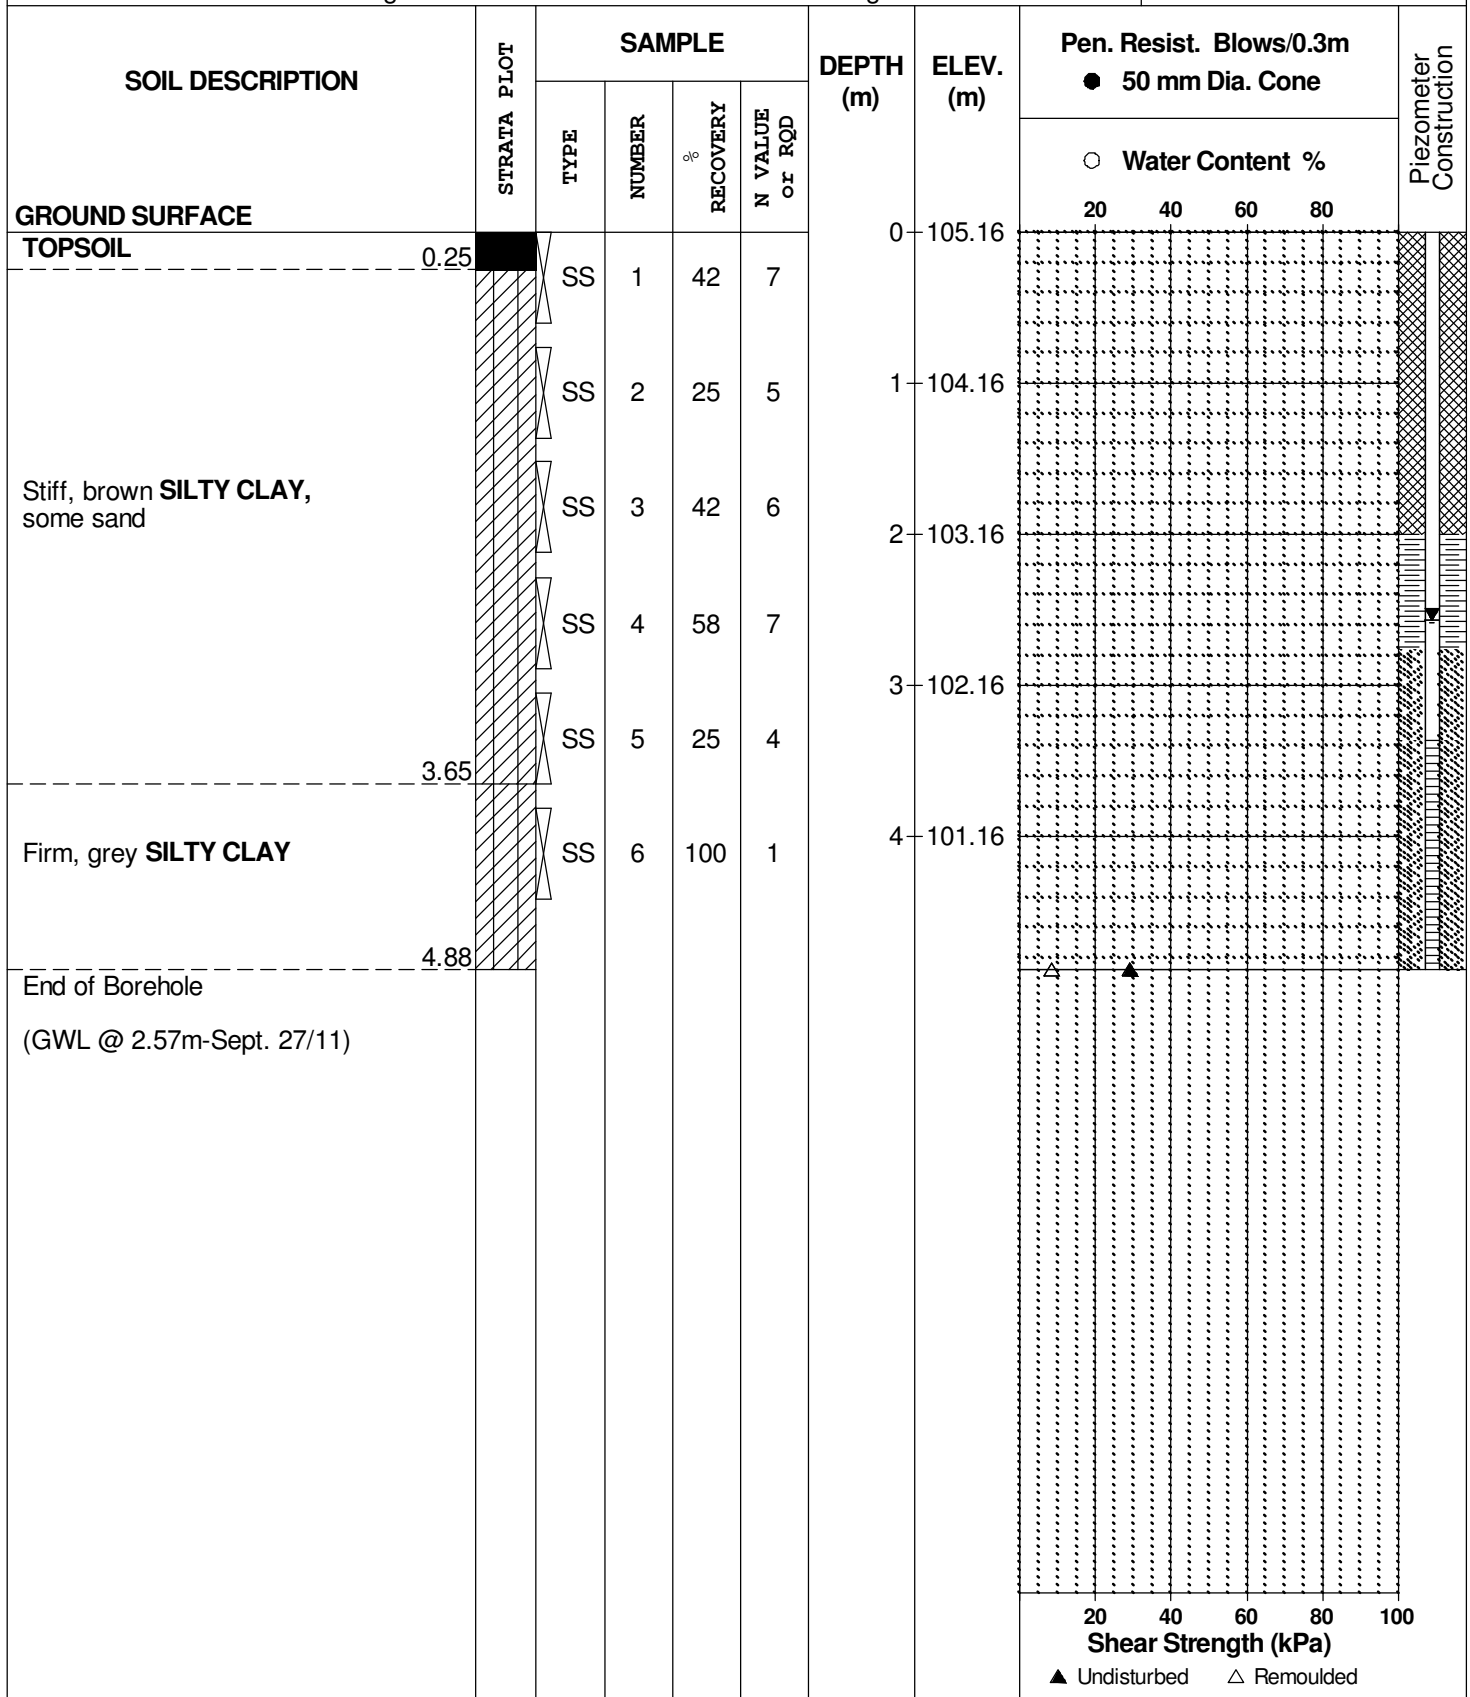 SOIL DESCRIPTION
STRATA PLOT
SAMPLE
TYPE
NUMBER
% RECOVERY
N VALUE or RQD
DEPTH (m)
ELEV. (m)
Pen. Resist. Blows/0.3m
● 50 mm Dia. Cone
○ Water Content %
20 40 60 80
Piezometer Construction
GROUND SURFACE
0 105.16
TOPSOIL
0.25
SS 1 42 7
SS 2 25 5
1 104.16
Stiff, brown SILTY CLAY,
some sand
SS 3 42 6
2 103.16
SS 4 58 7
3 102.16
SS 5 25 4
3.65
4 101.16
Firm, grey SILTY CLAY
SS 6 100 1
4.88
End of Borehole
(GWL @ 2.57m-Sept. 27/11)
20 40 60 80 100
Shear Strength (kPa)
▲ Undisturbed △ Remoulded